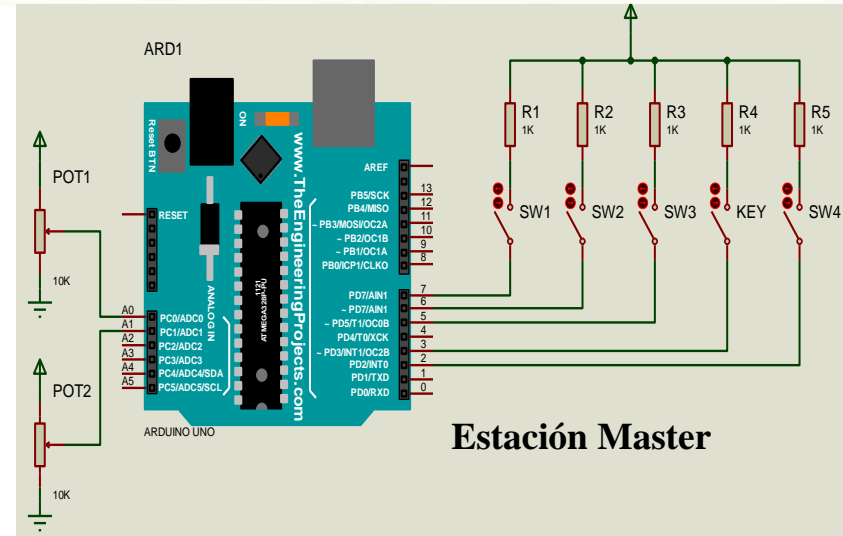 ARD1
POT1
10K
POT2
10K
Reset BTN
ON
www.TheEngineeringProjects.com
RESET
ANALOG IN
1121
ATMEGA328P-PU
A0 PC0/ADC0
A1 PC1/ADC1
A2 PC2/ADC2
A3 PC3/ADC3
A4 PC4/ADC4/SDA
A5 PC5/ADC5/SCL
ARDUINO UNO
AREF
PB5/SCK 13
PB4/MISO 12
~ PB3/MOSI/OC2A 11
~ PB2/OC1B 10
~ PB1/OC1A 9
PB0/ICP1/CLKO 8
PD7/AIN1 7
~ PD7/AIN1 6
~ PD5/T1/OC0B 5
PD4/T0/XCK 4
~ PD3/INT1/OC2B 3
PD2/INT0 2
PD1/TXD 1
PD0/RXD 0
R1
1K
R2
1K
R3
1K
R4
1K
R5
1K
SW1
SW2
SW3
KEY
SW4
Estación Master